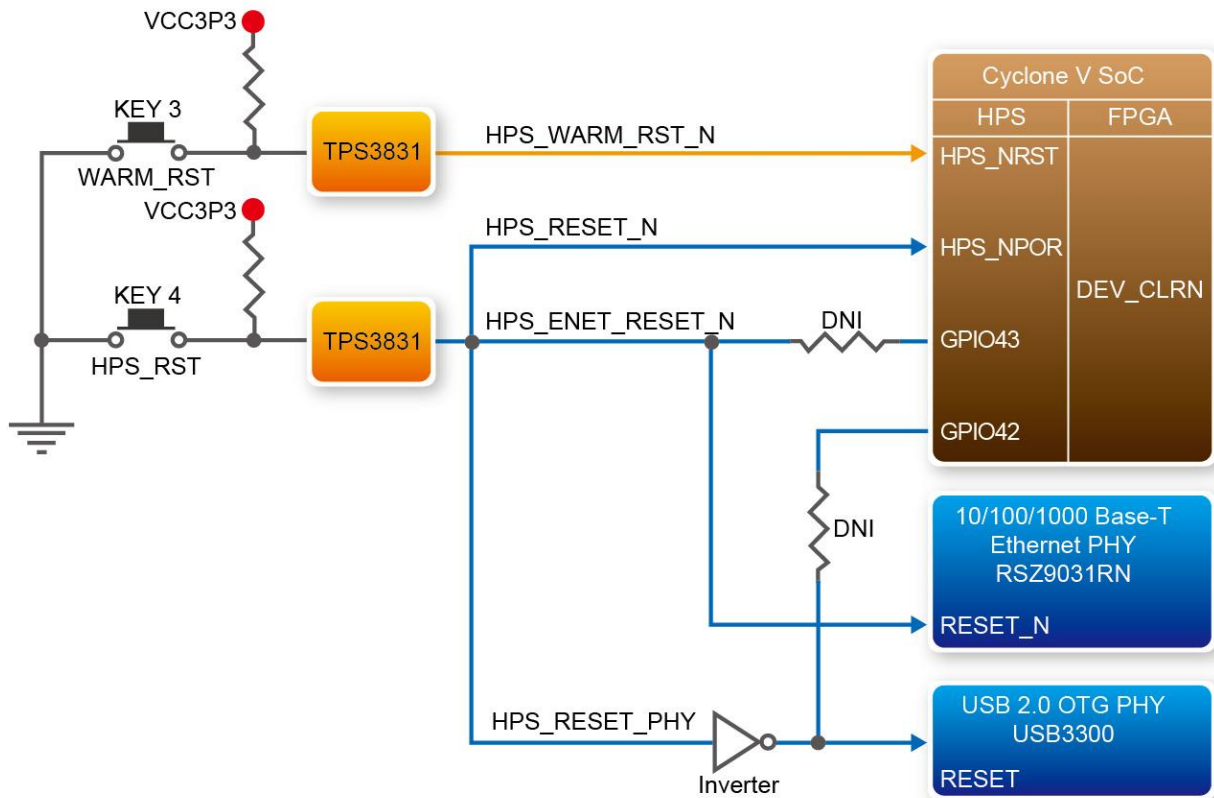 VCC3P3
KEY 3
WARM_RST
TPS3831
HPS_WARM_RST_N
VCC3P3
KEY 4
HPS_RST
TPS3831
HPS_RESET_N
HPS_ENET_RESET_N
DNI
DNI
HPS_RESET_PHY
Inverter
Cyclone V SoC
HPS
FPGA
HPS_NRST
HPS_NPOR
DEV_CLRN
GPIO43
GPIO42
10/100/1000 Base-T
Ethernet PHY
RSZ9031RN
RESET_N
USB 2.0 OTG PHY
USB3300
RESET